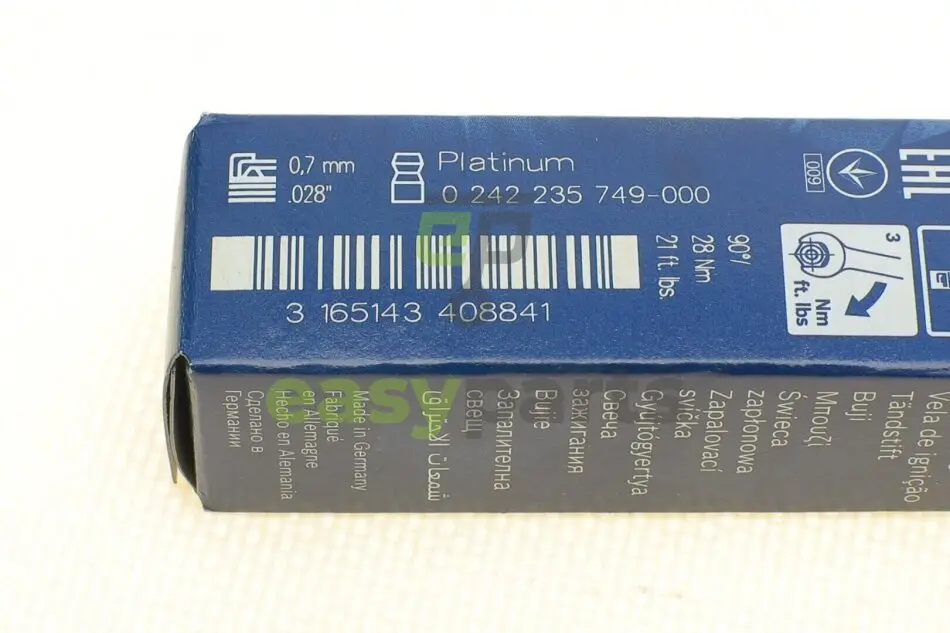 0,7 mm
.028"
Platinum
0 242 235 749-000
3 165143 408841
90°/
28 Nm
21 ft. lbs.
3
Nm
ft. lbs
009
EAC
ep
easyparts
Vela de ignição
Tändstift
Buji
Μπουζί
Świeca
zapłonowa
Zapalovací
svíčka
Gyújtógyertya
Свеча
зажигания
Bujie
Запалителна
свещ
شمعات الاحتراق
Made in Germany
Fabriqué
en Allemagne
Hecho en Alemania
Сделано в
Германии